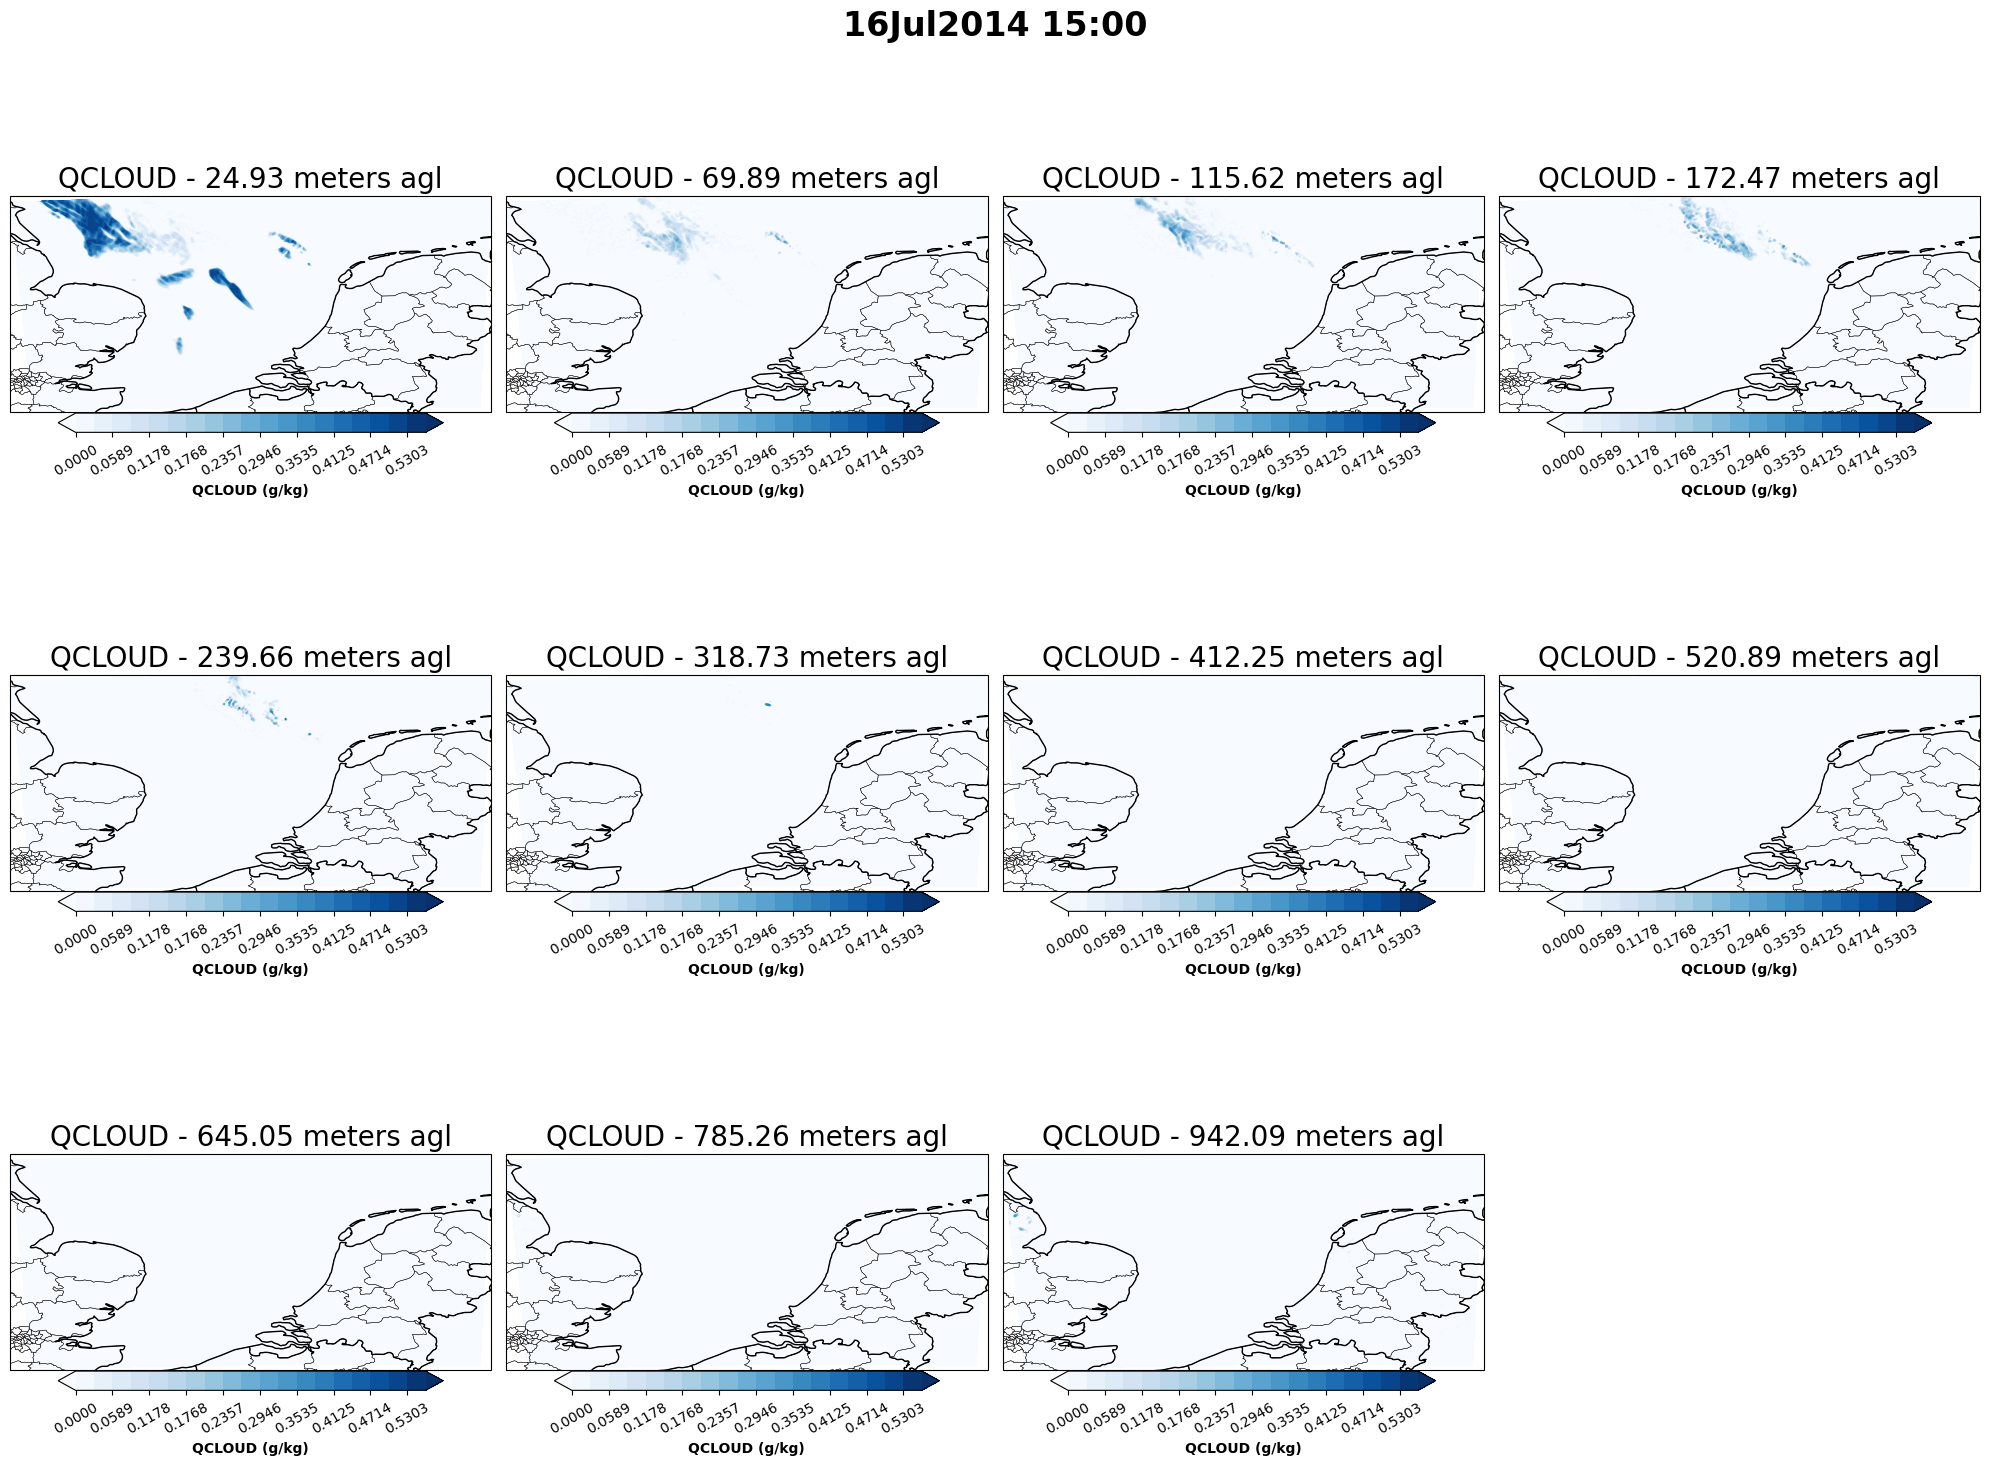 16Jul2014 15:00
QCLOUD - 24.93 meters agl
QCLOUD - 69.89 meters agl
QCLOUD - 115.62 meters agl
QCLOUD - 172.47 meters agl
0.0000 0.0589 0.1178 0.1768 0.2357 0.2946 0.3535 0.4125 0.4714 0.5303
0.0000 0.0589 0.1178 0.1768 0.2357 0.2946 0.3535 0.4125 0.4714 0.5303
0.0000 0.0589 0.1178 0.1768 0.2357 0.2946 0.3535 0.4125 0.4714 0.5303
0.0000 0.0589 0.1178 0.1768 0.2357 0.2946 0.3535 0.4125 0.4714 0.5303
QCLOUD (g/kg)
QCLOUD (g/kg)
QCLOUD (g/kg)
QCLOUD (g/kg)
QCLOUD - 239.66 meters agl
QCLOUD - 318.73 meters agl
QCLOUD - 412.25 meters agl
QCLOUD - 520.89 meters agl
0.0000 0.0589 0.1178 0.1768 0.2357 0.2946 0.3535 0.4125 0.4714 0.5303
0.0000 0.0589 0.1178 0.1768 0.2357 0.2946 0.3535 0.4125 0.4714 0.5303
0.0000 0.0589 0.1178 0.1768 0.2357 0.2946 0.3535 0.4125 0.4714 0.5303
0.0000 0.0589 0.1178 0.1768 0.2357 0.2946 0.3535 0.4125 0.4714 0.5303
QCLOUD (g/kg)
QCLOUD (g/kg)
QCLOUD (g/kg)
QCLOUD (g/kg)
QCLOUD - 645.05 meters agl
QCLOUD - 785.26 meters agl
QCLOUD - 942.09 meters agl
0.0000 0.0589 0.1178 0.1768 0.2357 0.2946 0.3535 0.4125 0.4714 0.5303
0.0000 0.0589 0.1178 0.1768 0.2357 0.2946 0.3535 0.4125 0.4714 0.5303
0.0000 0.0589 0.1178 0.1768 0.2357 0.2946 0.3535 0.4125 0.4714 0.5303
QCLOUD (g/kg)
QCLOUD (g/kg)
QCLOUD (g/kg)